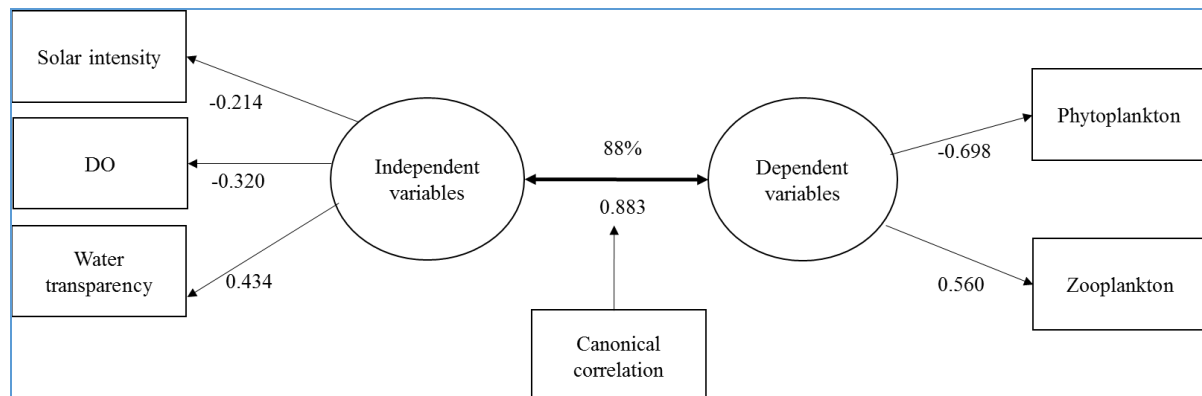 Solar intensity
-0.214
DO
-0.320
Water
transparency
0.434
Independent
variables
88%
0.883
Canonical
correlation
Dependent
variables
-0.698
Phytoplankton
0.560
Zooplankton